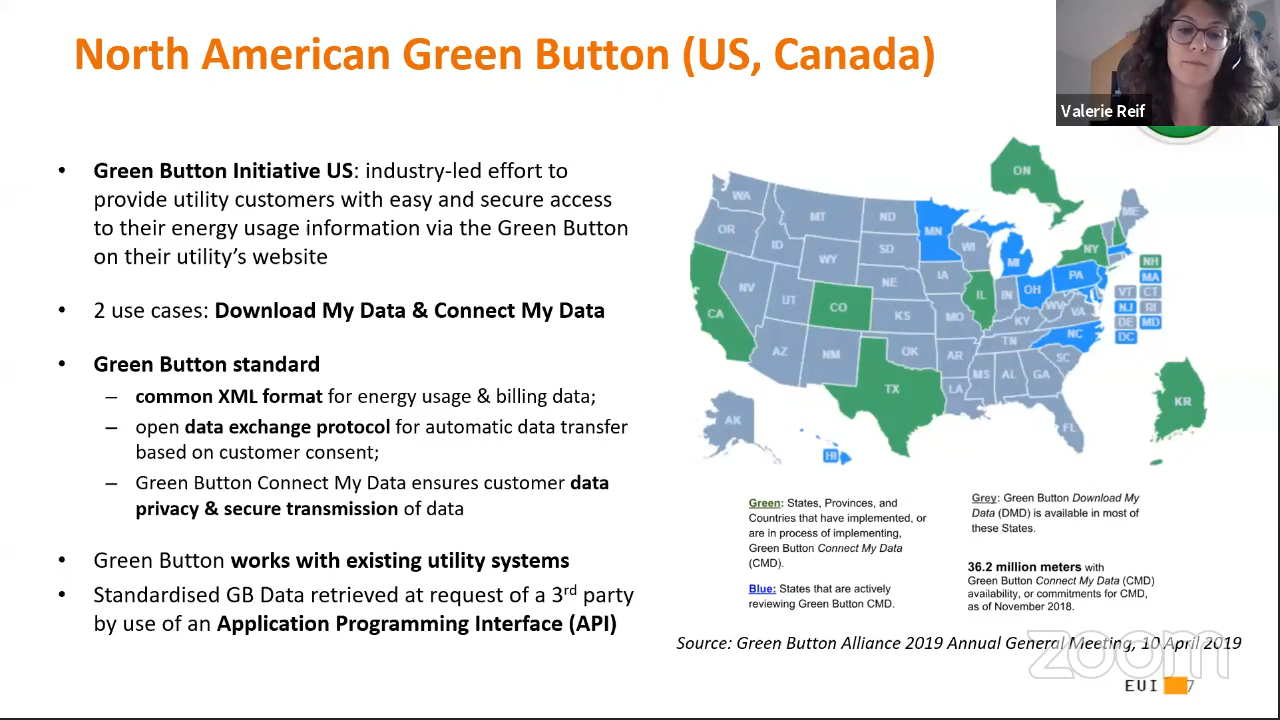 North American Green Button (US, Canada)
Valerie Reif
• Green Button Initiative US: industry-led effort to
provide utility customers with easy and secure access
to their energy usage information via the Green Button
on their utility’s website
• 2 use cases: Download My Data & Connect My Data
• Green Button standard
– common XML format for energy usage & billing data;
– open data exchange protocol for automatic data transfer
based on customer consent;
– Green Button Connect My Data ensures customer data
privacy & secure transmission of data
• Green Button works with existing utility systems
• Standardised GB Data retrieved at request of a 3rd party
by use of an Application Programming Interface (API)
ON
WA
MT
ND
MN
ME
OR
ID
SD
WI
NY
WY
MI
NH
IA
PA
MA
NV
NE
IL
IN
OH
VT
CT
UT
CO
WV
NJ
RI
CA
KS
MO
KY
VA
DE
MD
NC
DC
AZ
NM
OK
AR
TN
SC
TX
MS
AL
GA
LA
KR
AK
FL
HI
Green: States, Provinces, and
Countries that have implemented, or
are in process of implementing,
Green Button Connect My Data
(CMD).
Blue: States that are actively
reviewing Green Button CMD.
Grey: Green Button Download My
Data (DMD) is available in most of
these States.
36.2 million meters with
Green Button Connect My Data (CMD)
availability, or commitments for CMD,
as of November 2018.
Source: Green Button Alliance 2019 Annual General Meeting, 10 April 2019
zoom
EUI 7